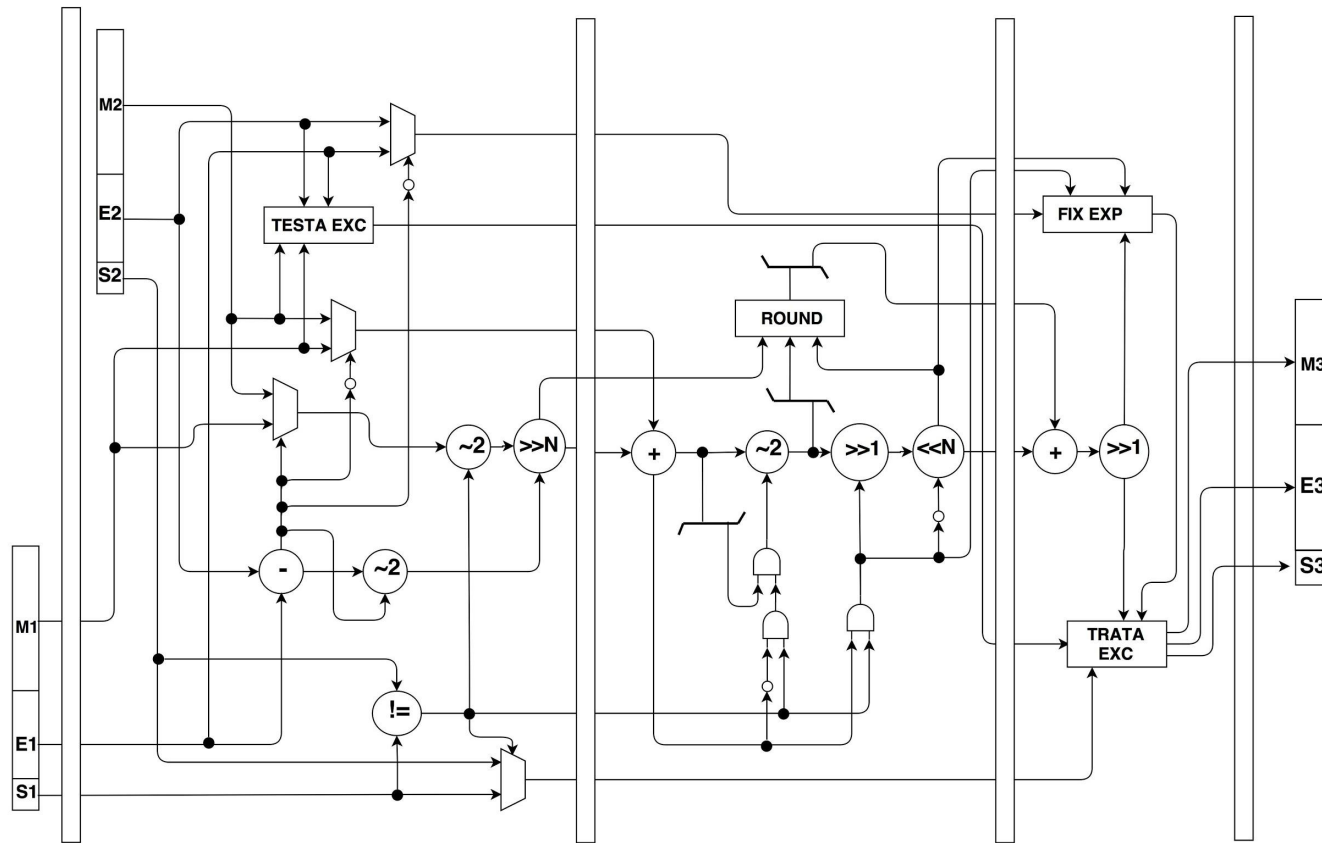 M2
E2
S2
TESTA EXC
FIX EXP
ROUND
M3
E3
S3
~2
>>N
+
~2
>>1
<<N
+
>>1
-
~2
M1
E1
S1
!=
TRATA
EXC